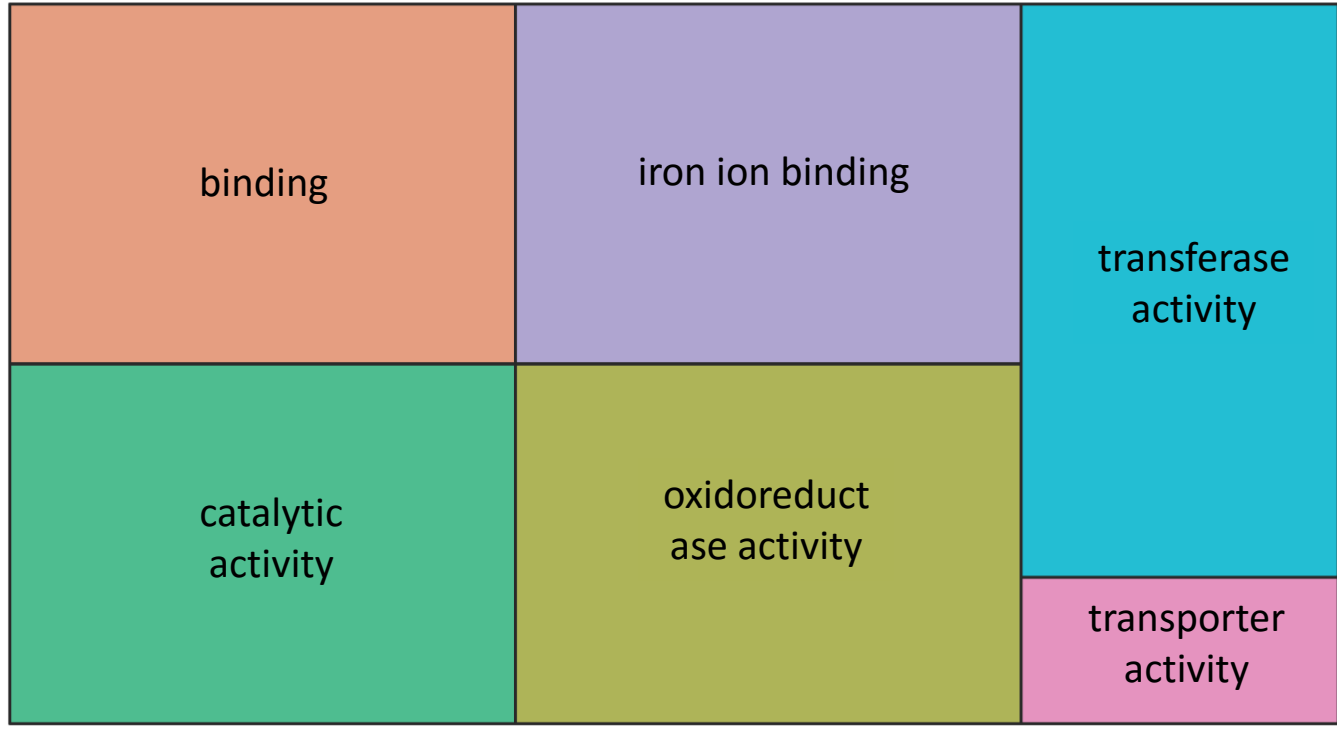 binding
iron ion binding
transferase
activity
catalytic
activity
oxidoreduct
ase activity
transporter
activity